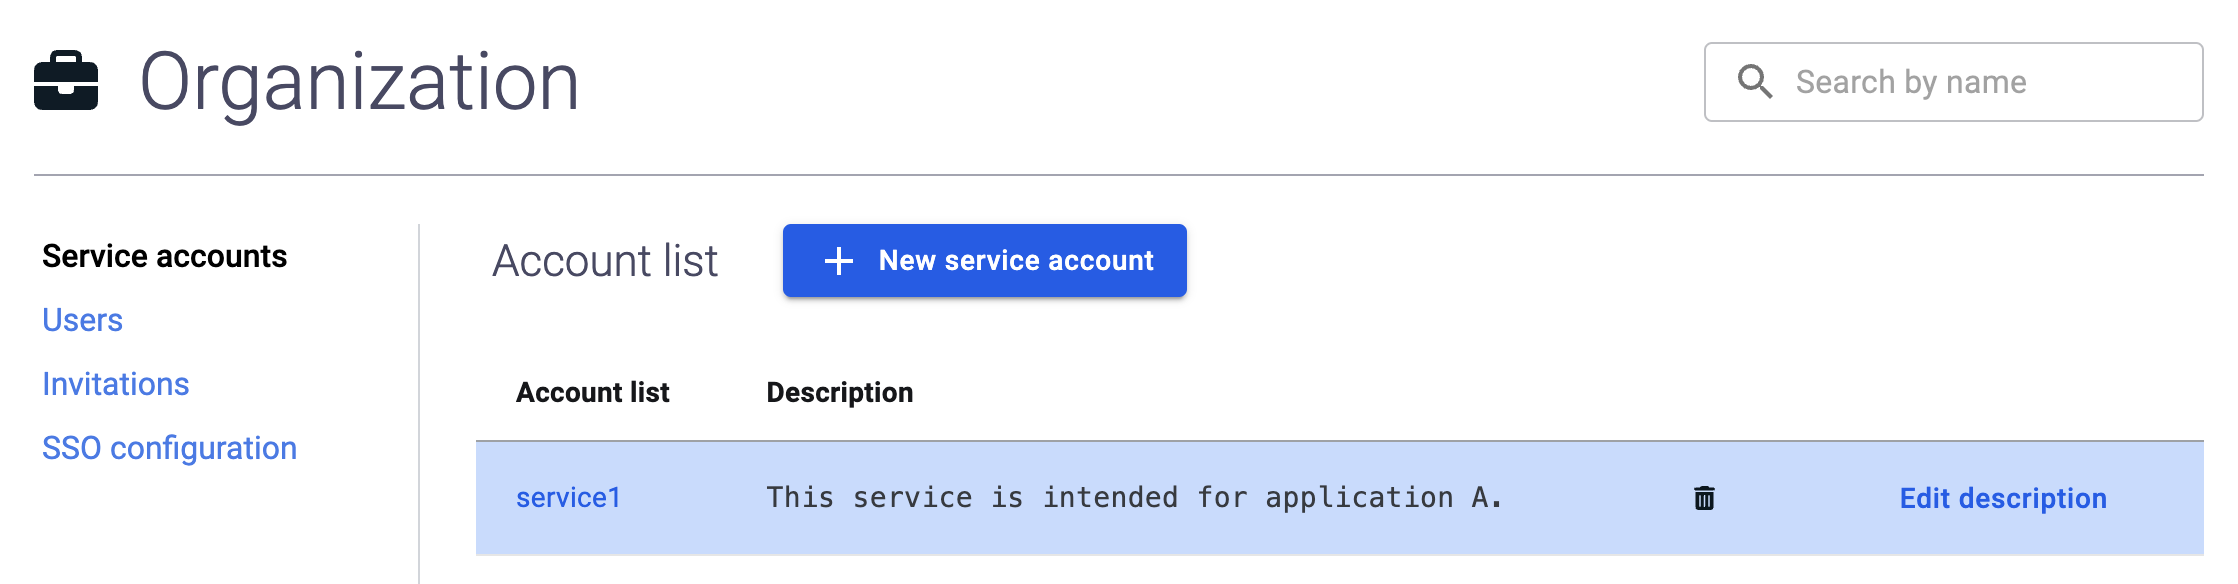 Organization
Search by name
Service accounts
Users
Invitations
SSO configuration
Account list
New service account
Account list Description
service1 This service is intended for application A. Edit description